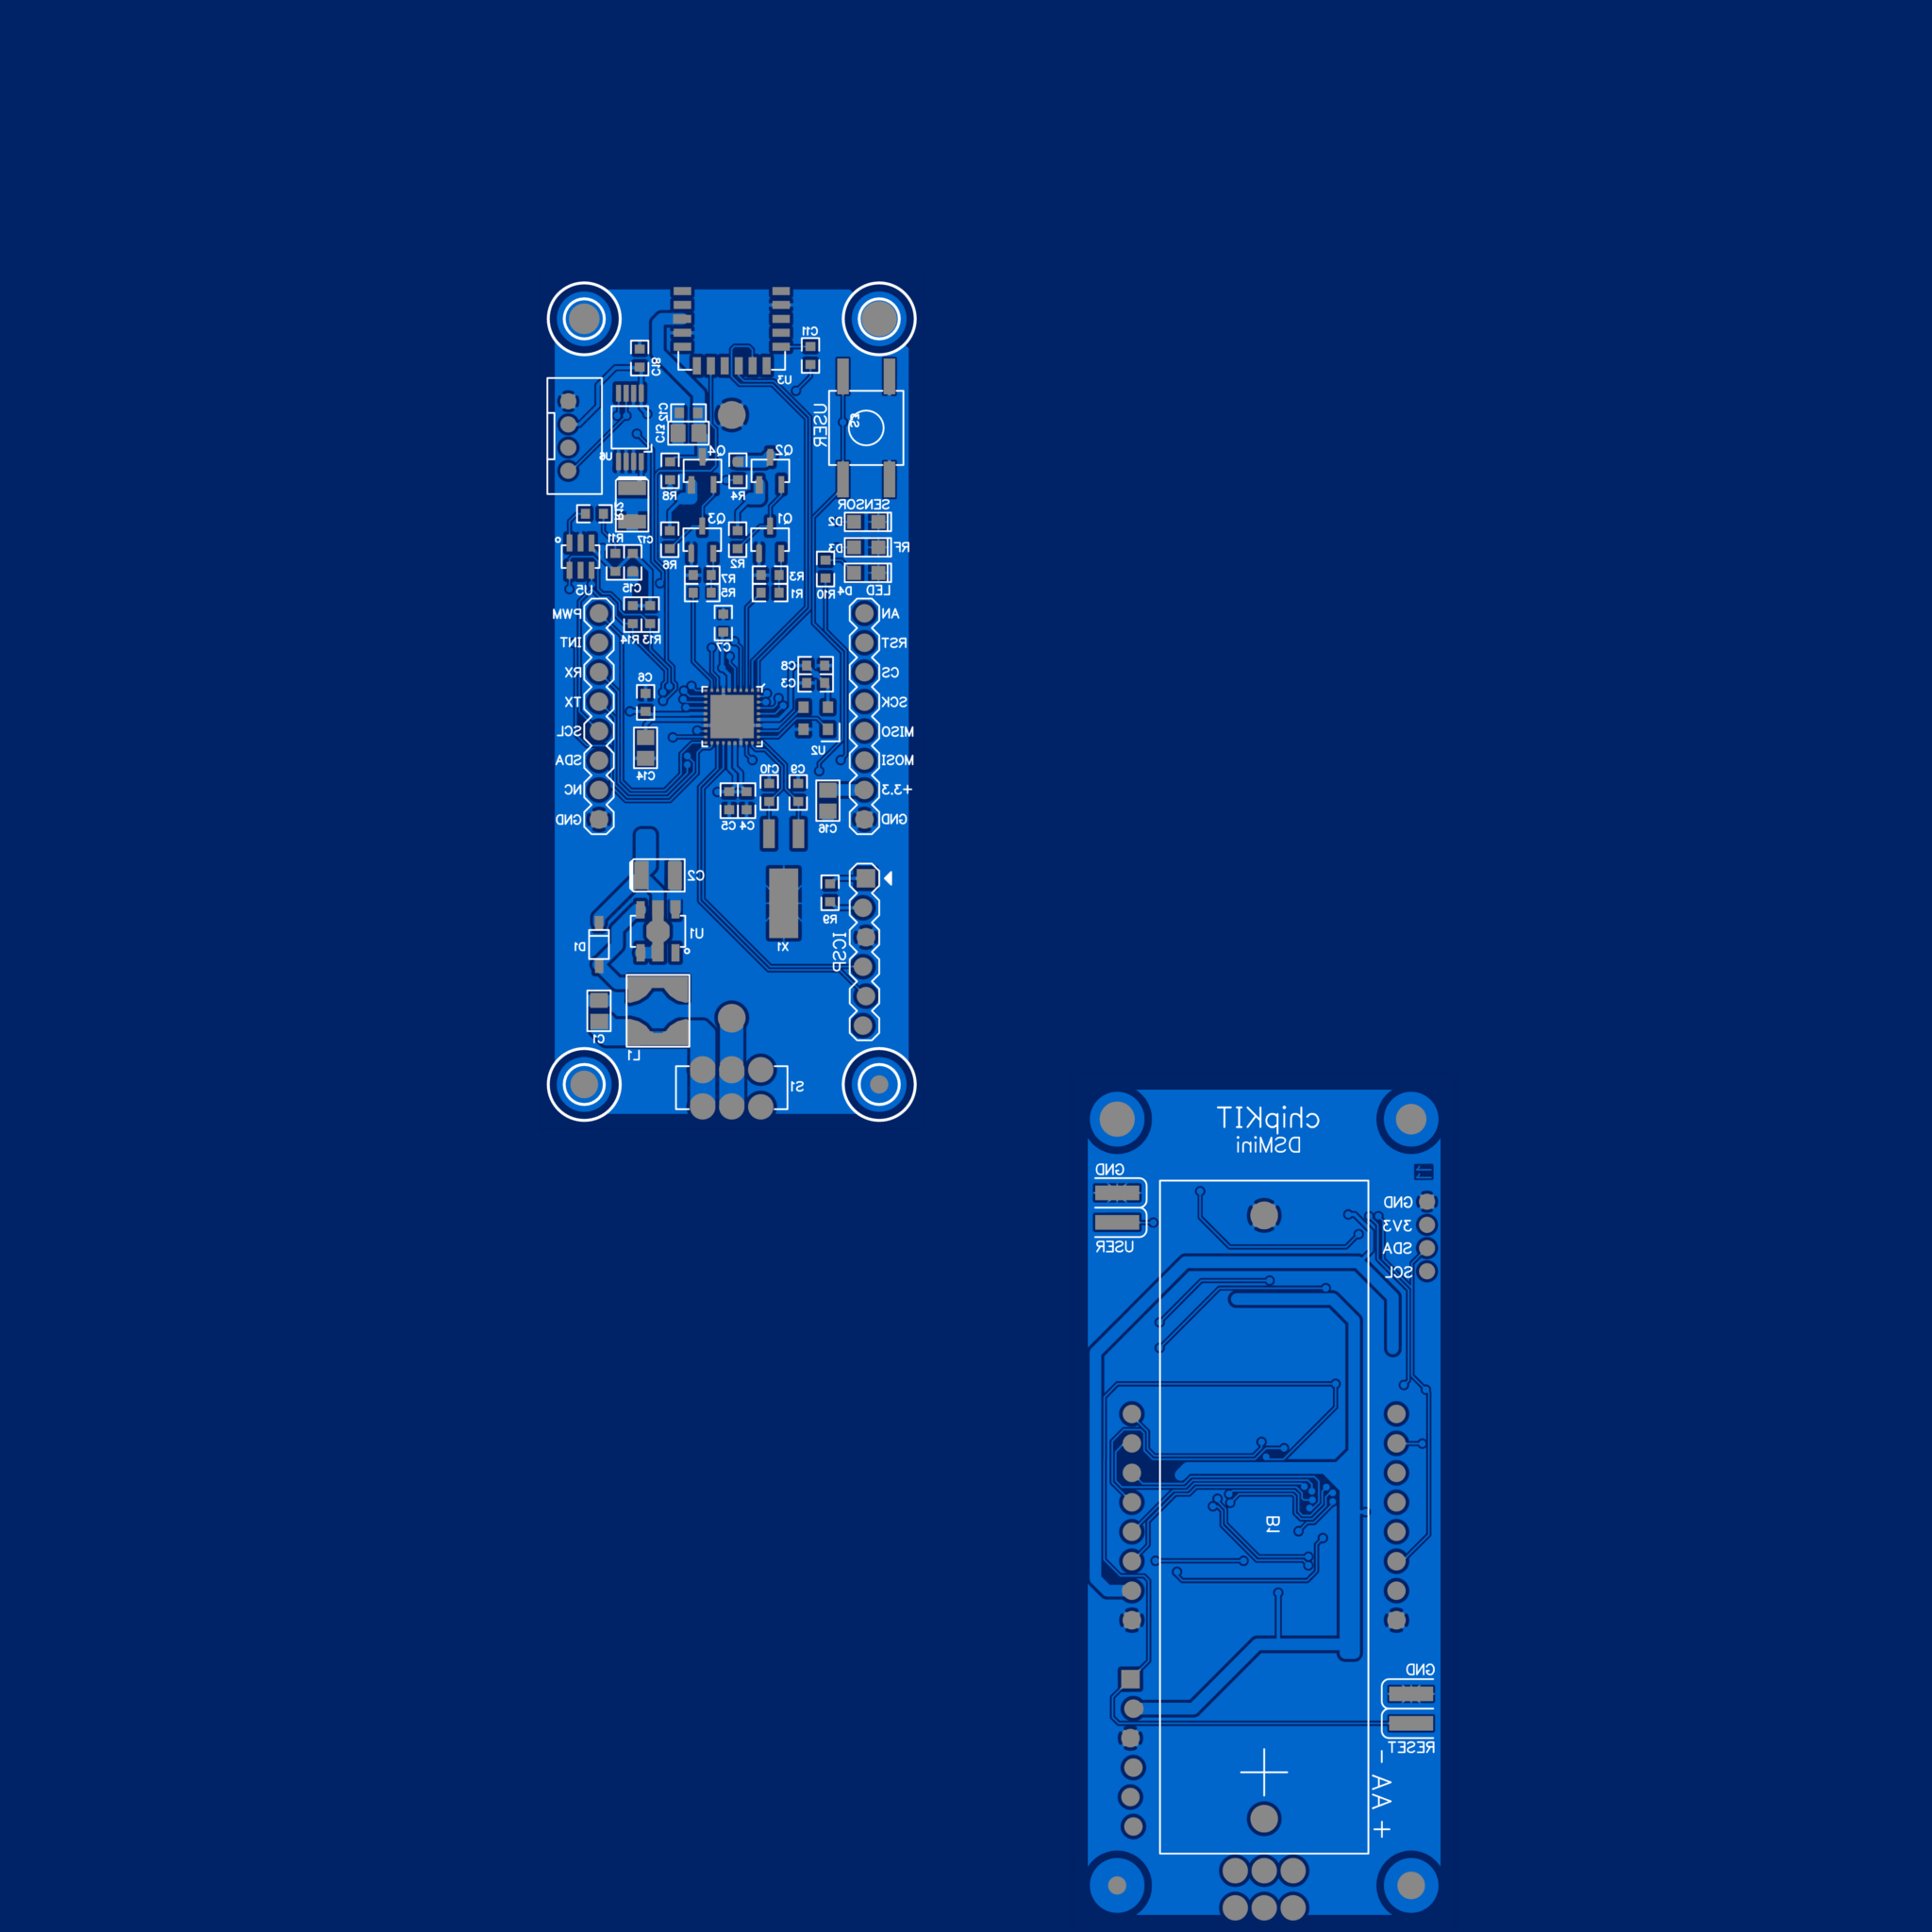 C11
C18
U3
C12
C13
USER
S3
Q4
Q2
U6
R8
R4
SENSOR
R12
D2
Q3
Q1
R11
C17
D3
RF
R6
R2
R7
R3
C15
U5
R5
R1
R10
D4
LED
PWM
AN
R14
R13
INT
C7
RST
RX
C6
C8
CS
C3
TX
SCK
SCL
MISO
U2
SDA
MOSI
C14
C10
C9
NC
+3.3
GND
C5
C4
C16
GND
C2
R9
U1
D1
X1
ICSP
C1
L1
S1
chipKIT
DSMini
GND
J1
GND
3V3
USER
SDA
SCL
B1
GND
RESET
- AA +